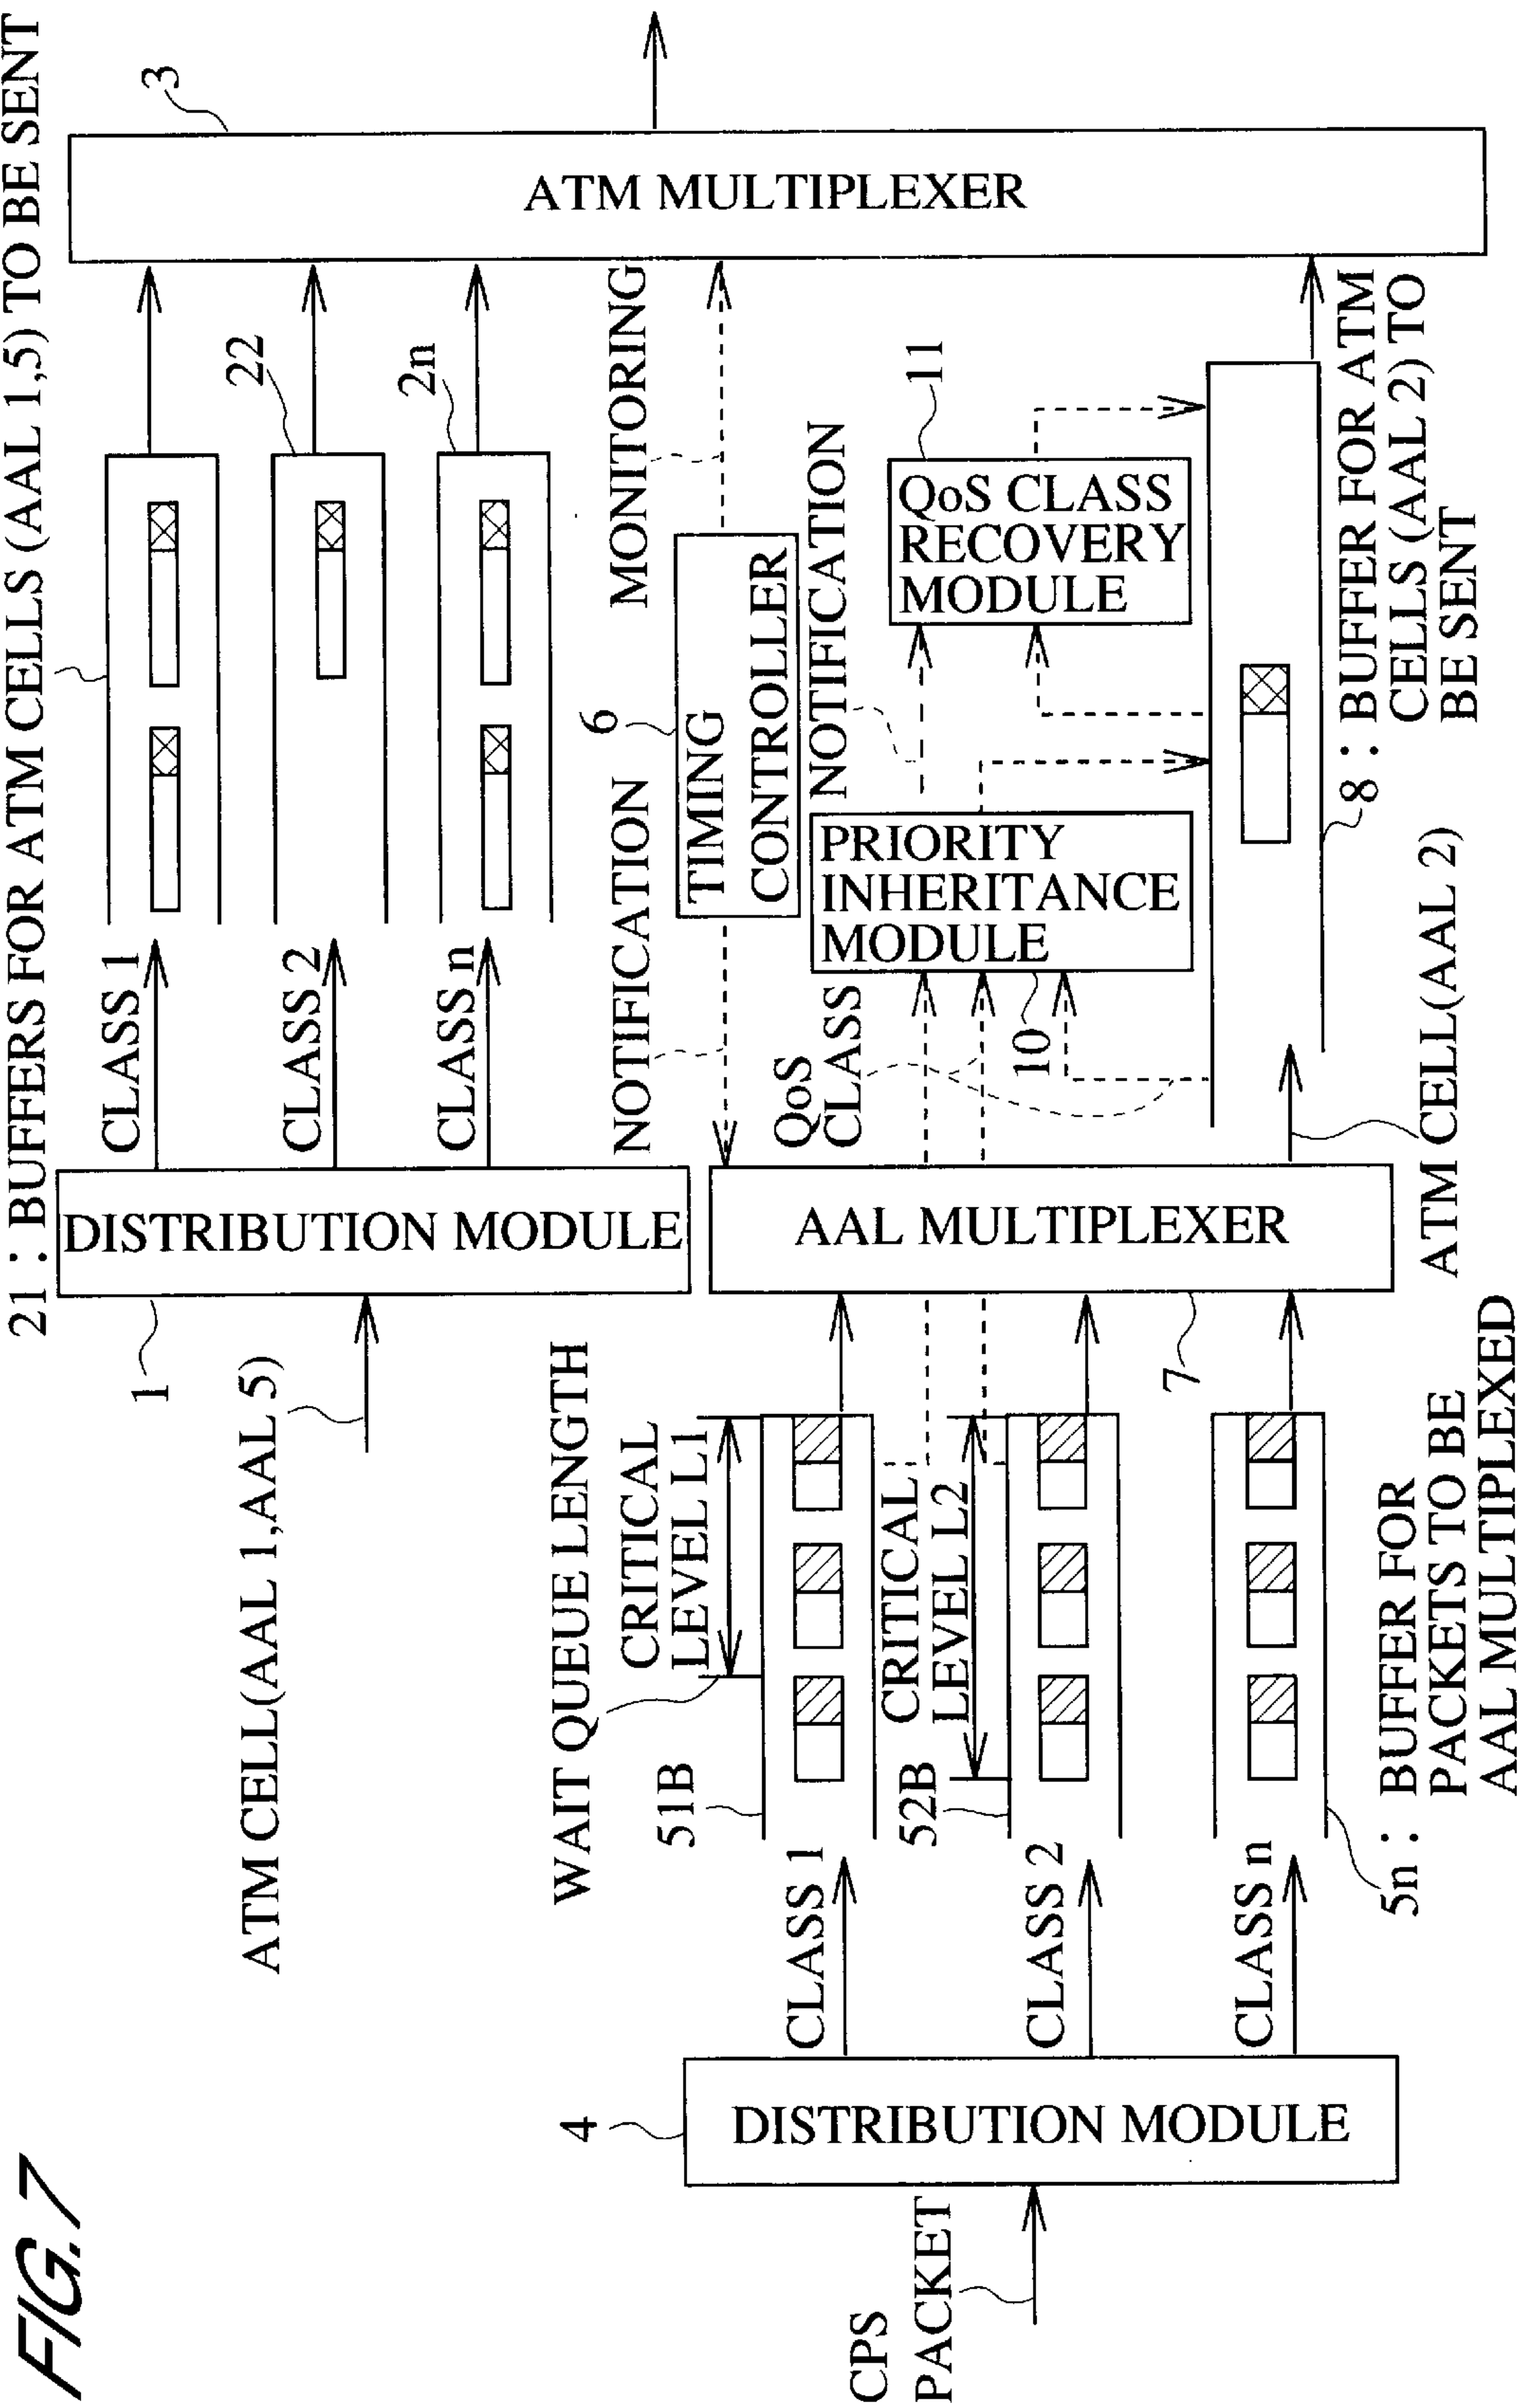 FIG.7
21 : BUFFERS FOR ATM CELLS (AAL 1,5) TO BE SENT
3
ATM MULTIPLEXER
CLASS 1
22
CLASS 2
2n
CLASS n
DISTRIBUTION MODULE
1
ATM CELL(AAL 1,AAL 5)
NOTIFICATION
6
MONITORING
TIMING
CONTROLLER
NOTIFICATION
11
QoS CLASS
RECOVERY
MODULE
PRIORITY
INHERITANCE
MODULE
10
QoS
CLASS
AAL MULTIPLEXER
7
8 : BUFFER FOR ATM
CELLS (AAL 2) TO
BE SENT
ATM CELL(AAL 2)
WAIT QUEUE LENGTH
CRITICAL
LEVEL L1
51B
CLASS 1
CRITICAL
LEVEL L2
52B
CLASS 2
CLASS n
5n : BUFFER FOR
PACKETS TO BE
AAL MULTIPLEXED
4
DISTRIBUTION MODULE
CPS
PACKET